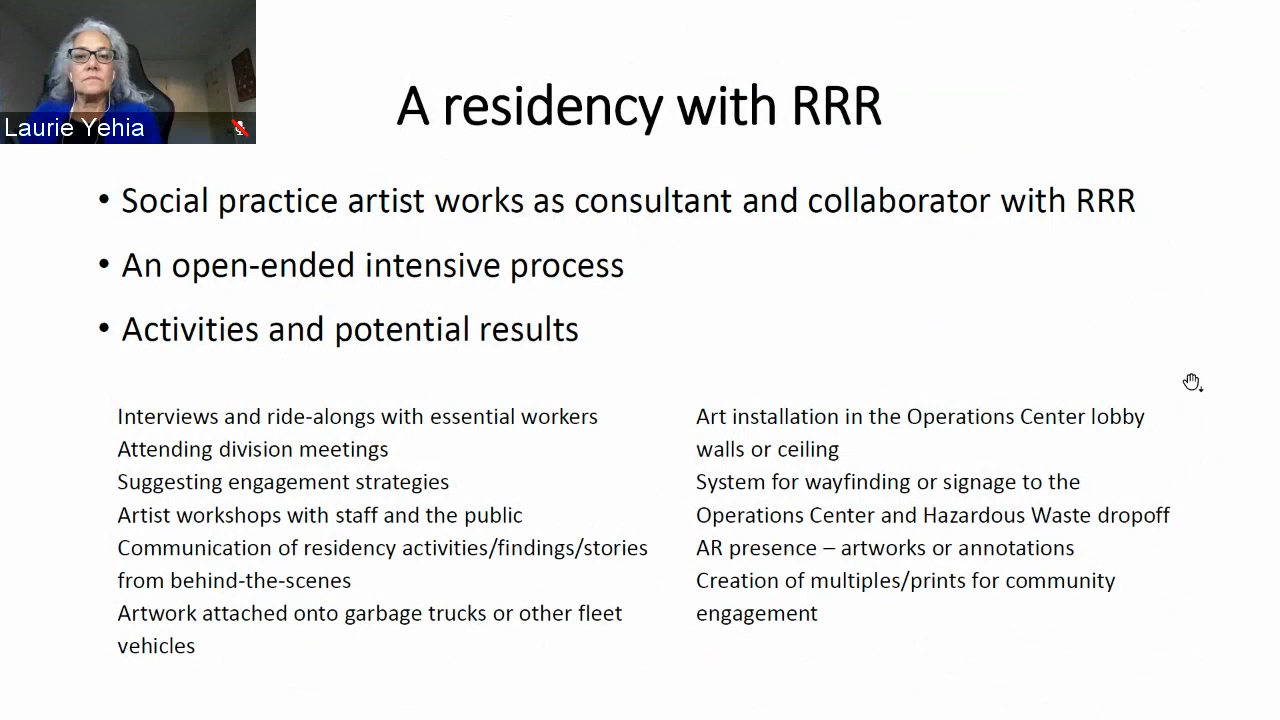 Laurie Yehia
A residency with RRR
• Social practice artist works as consultant and collaborator with RRR
• An open-ended intensive process
• Activities and potential results
Interviews and ride-alongs with essential workers
Attending division meetings
Suggesting engagement strategies
Artist workshops with staff and the public
Communication of residency activities/findings/stories
from behind-the-scenes
Artwork attached onto garbage trucks or other fleet
vehicles
Art installation in the Operations Center lobby
walls or ceiling
System for wayfinding or signage to the
Operations Center and Hazardous Waste dropoff
AR presence – artworks or annotations
Creation of multiples/prints for community
engagement